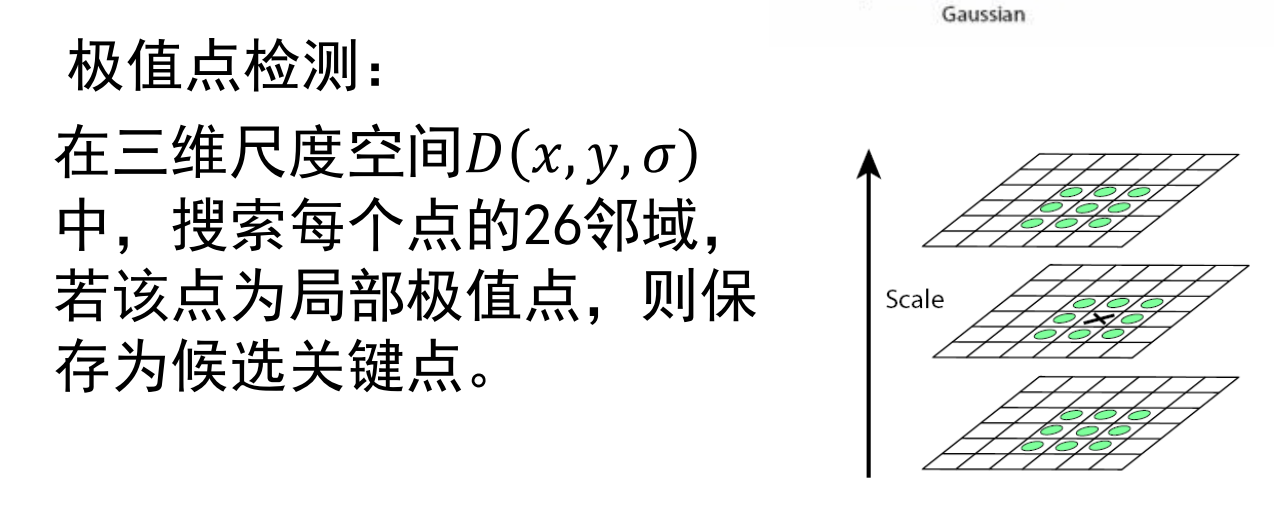 Gaussian
极值点检测：
在三维尺度空间D(x, y, σ)
中，搜索每个点的26邻域，
若该点为局部极值点，则保
存为候选关键点。
Scale